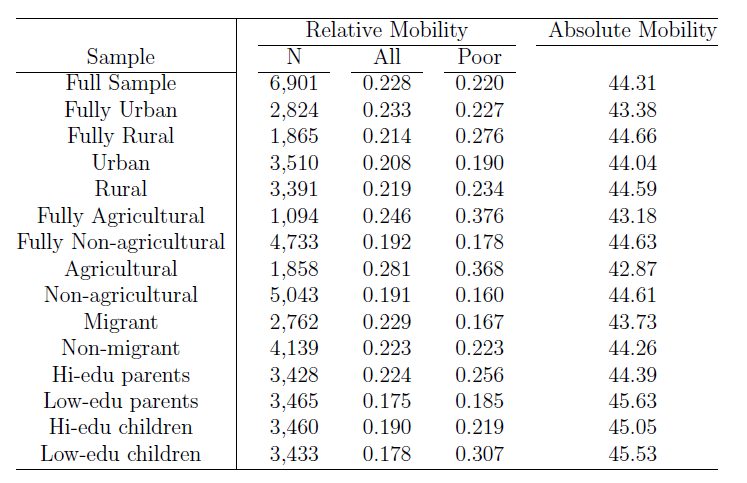 Relative Mobility Absolute Mobility
Sample N All Poor
Full Sample 6,901 0.228 0.220 44.31
Fully Urban 2,824 0.233 0.227 43.38
Fully Rural 1,865 0.214 0.276 44.66
Urban 3,510 0.208 0.190 44.04
Rural 3,391 0.219 0.234 44.59
Fully Agricultural 1,094 0.246 0.376 43.18
Fully Non-agricultural 4,733 0.192 0.178 44.63
Agricultural 1,858 0.281 0.368 42.87
Non-agricultural 5,043 0.191 0.160 44.61
Migrant 2,762 0.229 0.167 43.73
Non-migrant 4,139 0.223 0.223 44.26
Hi-edu parents 3,428 0.224 0.256 44.39
Low-edu parents 3,465 0.175 0.185 45.63
Hi-edu children 3,460 0.190 0.219 45.05
Low-edu children 3,433 0.178 0.307 45.53